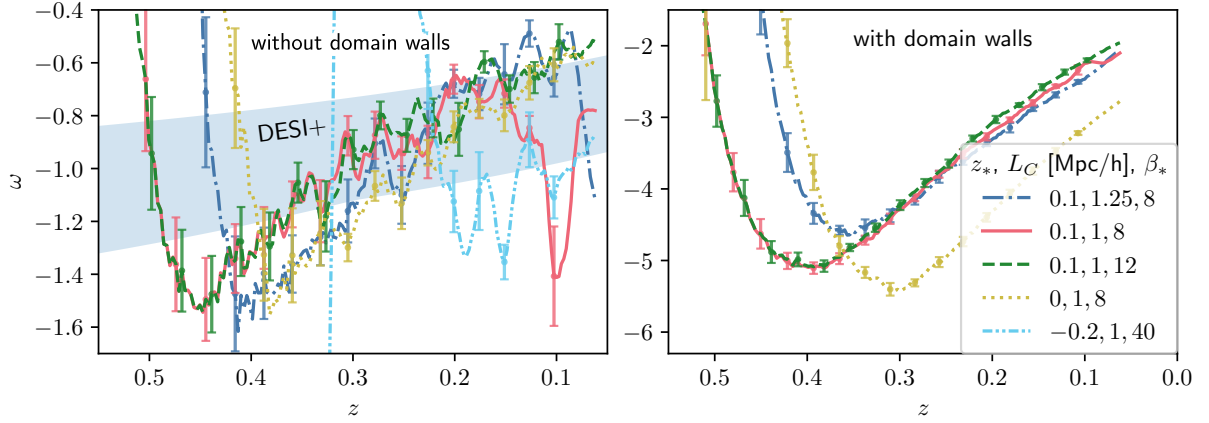 without domain walls
DESI+
ω
−0.4
−0.6
−0.8
−1.0
−1.2
−1.4
−1.6
0.5
0.4
0.3
0.2
0.1
z
with domain walls
−2
−3
−4
−5
−6
0.5
0.4
0.3
0.2
0.1
0.0
z
z*, L_C [Mpc/h], β*
0.1, 1.25, 8
0.1, 1, 8
0.1, 1, 12
0, 1, 8
−0.2, 1, 40